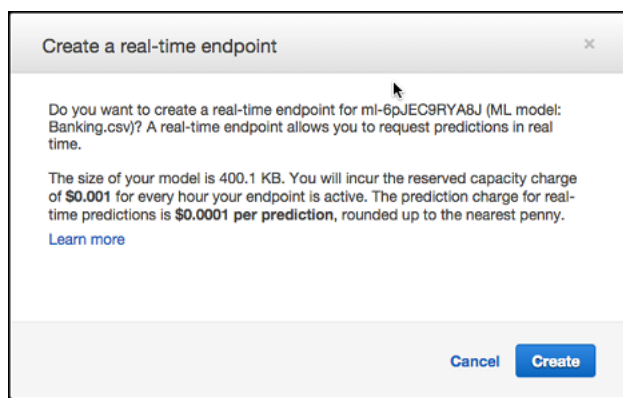 Create a real-time endpoint
×
Do you want to create a real-time endpoint for ml-6pJEC9RYA8J (ML model:
Banking.csv)? A real-time endpoint allows you to request predictions in real
time.
The size of your model is 400.1 KB. You will incur the reserved capacity charge
of $0.001 for every hour your endpoint is active. The prediction charge for real-
time predictions is $0.0001 per prediction, rounded up to the nearest penny.
Learn more
Cancel
Create